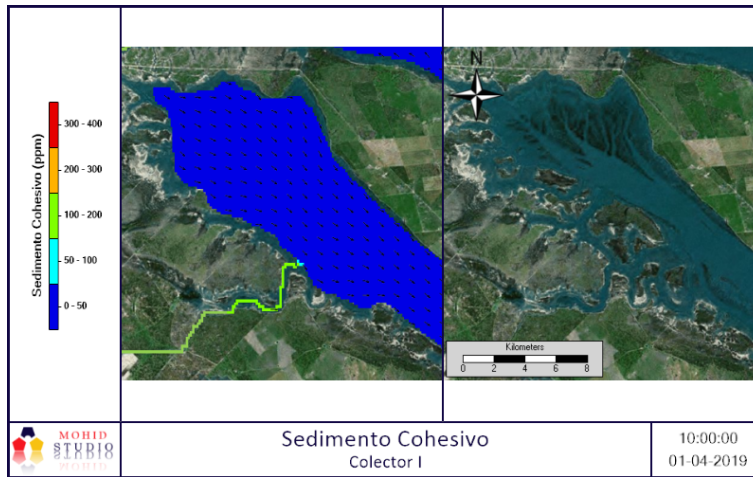 Sedimento Cohesivo (ppm)
300 - 400
200 - 300
100 - 200
50 - 100
0 - 50
N
Kilometers
0 2 4 6 8
MOHID
STUDIO
Sedimento Cohesivo
Colector I
10:00:00
01-04-2019